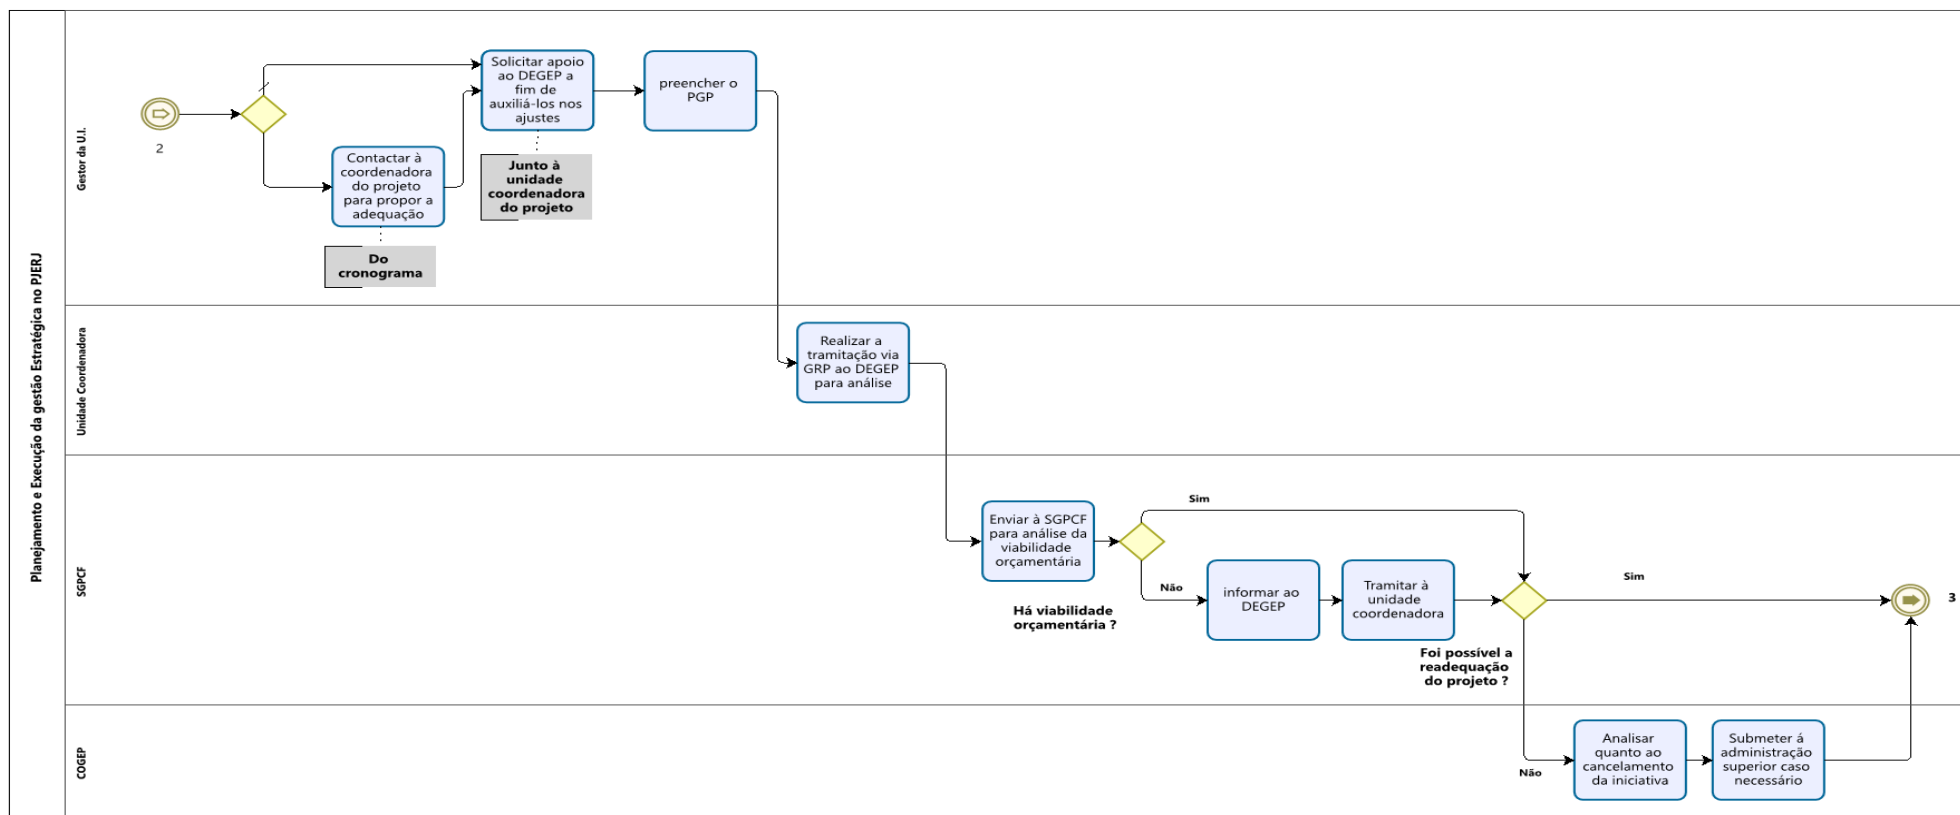 Planejamento e Execução da gestão Estratégica no PJERJ
Gestor da U.I.
2
Solicitar apoio
ao DEGEP a
fim de
auxiliá-los nos
ajustes
preencher o
PGP
Contactar à
coordenadora
do projeto
para propor a
adequação
Junto à
unidade
coordenadora
do projeto
Do
cronograma
Unidade Coordenadora
Realizar a
tramitação via
GRP ao DEGEP
para análise
SGPCF
Enviar à SGPCF
para análise da
viabilidade
orçamentária
Há viabilidade
orçamentária ?
Sim
Não
informar ao
DEGEP
Tramitar à
unidade
coordenadora
Foi possível a
readequação
do projeto ?
Sim
3
COGEP
Não
Analisar
quanto ao
cancelamento
da iniciativa
Submeter á
administração
superior caso
necessário